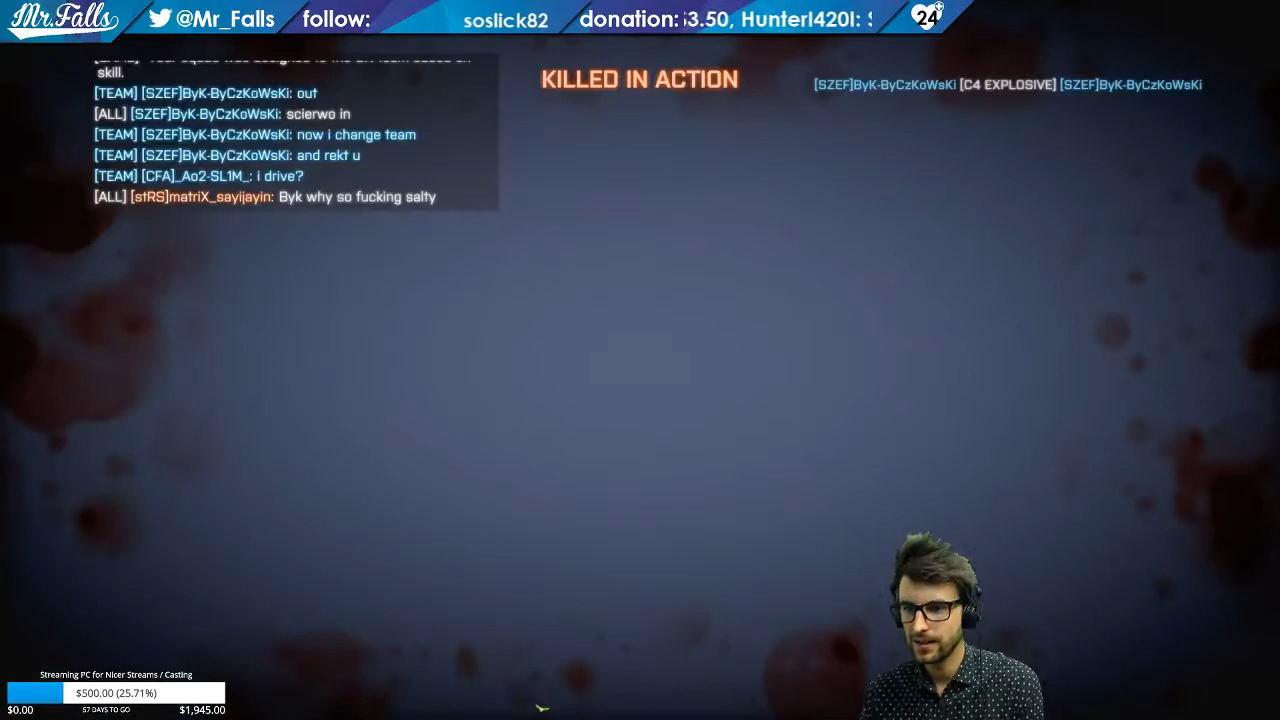 Mr.Falls
@Mr_Falls
follow:
soslick82
donation:
3.50, HunterI420I:
24
skill.
[TEAM] [SZEF]ByK-ByCzKoWsKi: out
[ALL] [SZEF]ByK-ByCzKoWsKi: scierwo in
[TEAM] [SZEF]ByK-ByCzKoWsKi: now i change team
[TEAM] [SZEF]ByK-ByCzKoWsKi: and rekt u
[TEAM] [CFA]_Ao2-SL1M_: i drive?
[ALL] [stRS]matriX_sayijayin: Byk why so fucking salty
KILLED IN ACTION
[SZEF]ByK-ByCzKoWsKi [C4 EXPLOSIVE] [SZEF]ByK-ByCzKoWsKi
Streaming PC for Nicer Streams / Casting
$500.00 (25.71%)
$0.00
57 DAYS TO GO
$1,945.00